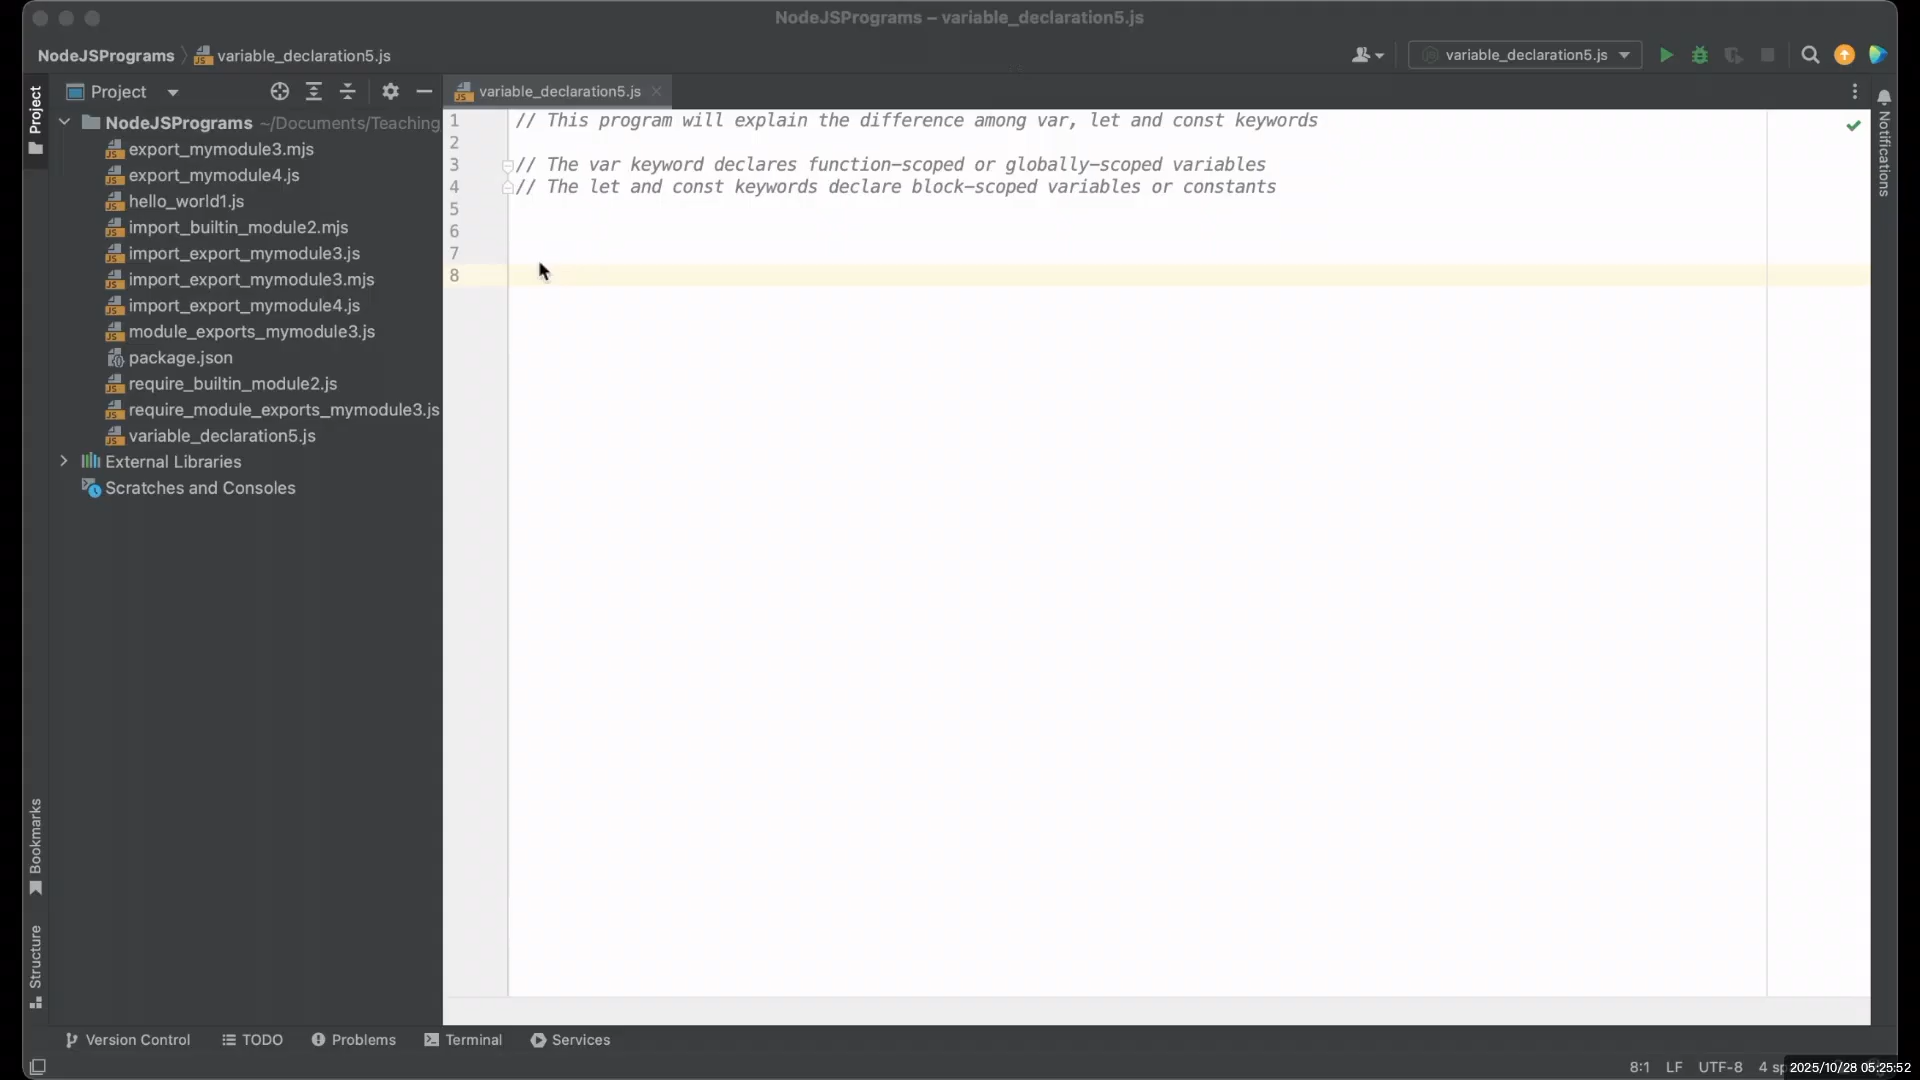 NodeJSPrograms – variable_declaration5.js
NodeJSPrograms
variable_declaration5.js
variable_declaration5.js
Project
Project
variable_declaration5.js
Notifications
NodeJSPrograms ~/Documents/Teaching
export_mymodule3.mjs
export_mymodule4.js
hello_world1.js
import_builtin_module2.mjs
import_export_mymodule3.js
import_export_mymodule3.mjs
import_export_mymodule4.js
module_exports_mymodule3.js
package.json
require_builtin_module2.js
require_module_exports_mymodule3.js
variable_declaration5.js
External Libraries
Scratches and Consoles
1 // This program will explain the difference among var, let and const keywords
2
3 // The var keyword declares function-scoped or globally-scoped variables
4 // The let and const keywords declare block-scoped variables or constants
5
6
7
8
Bookmarks
Structure
Version Control
TODO
Problems
Terminal
Services
8:1 LF UTF-8 4 sp
2025/10/28 05:25:52